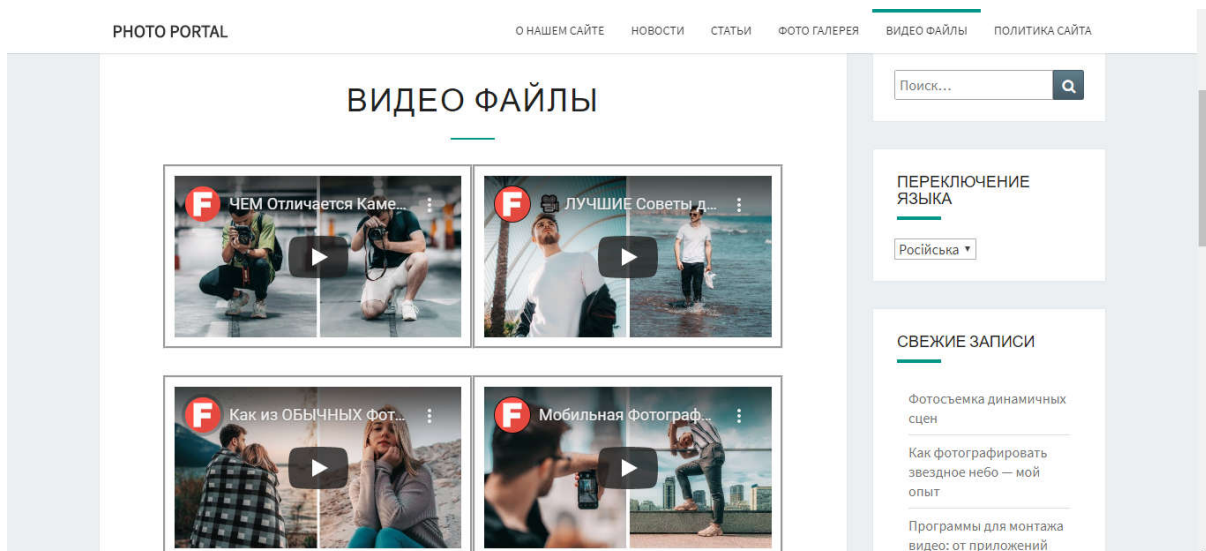 PHOTO PORTAL
О НАШЕМ САЙТЕ НОВОСТИ СТАТЬИ ФОТО ГАЛЕРЕЯ ВИДЕО ФАЙЛЫ ПОЛИТИКА САЙТА
ВИДЕО ФАЙЛЫ
F ЧЕМ Отличается Каме...
F ЛУЧШИЕ Советы д...
F Как из ОБЫЧНЫХ Фот...
F Мобильная Фотограф...
Поиск...
ПЕРЕКЛЮЧЕНИЕ
ЯЗЫКА
Російська
СВЕЖИЕ ЗАПИСИ
Фотосъемка динамичных
сцен
Как фотографировать
звездное небо — мой
опыт
Программы для монтажа
видео: от приложений